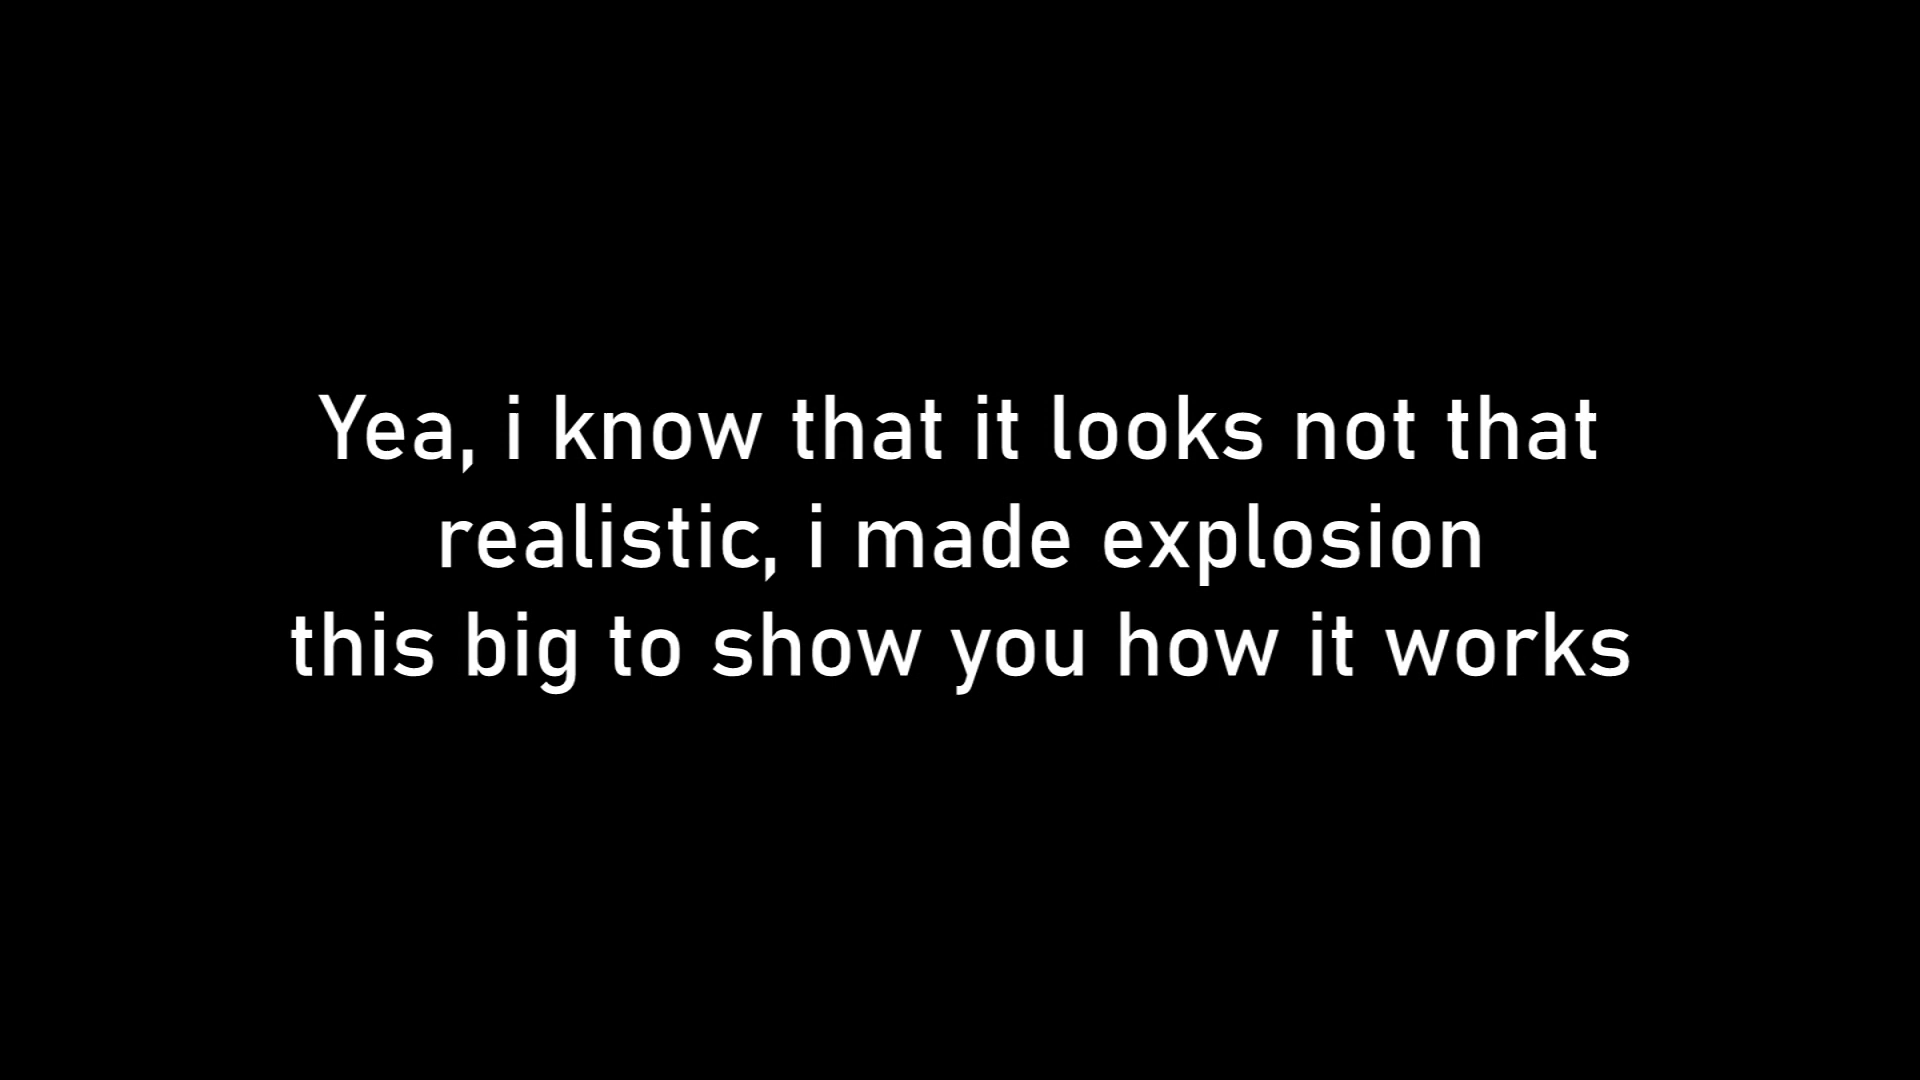 Yea, i know that it looks not that
realistic, i made explosion
this big to show you how it works